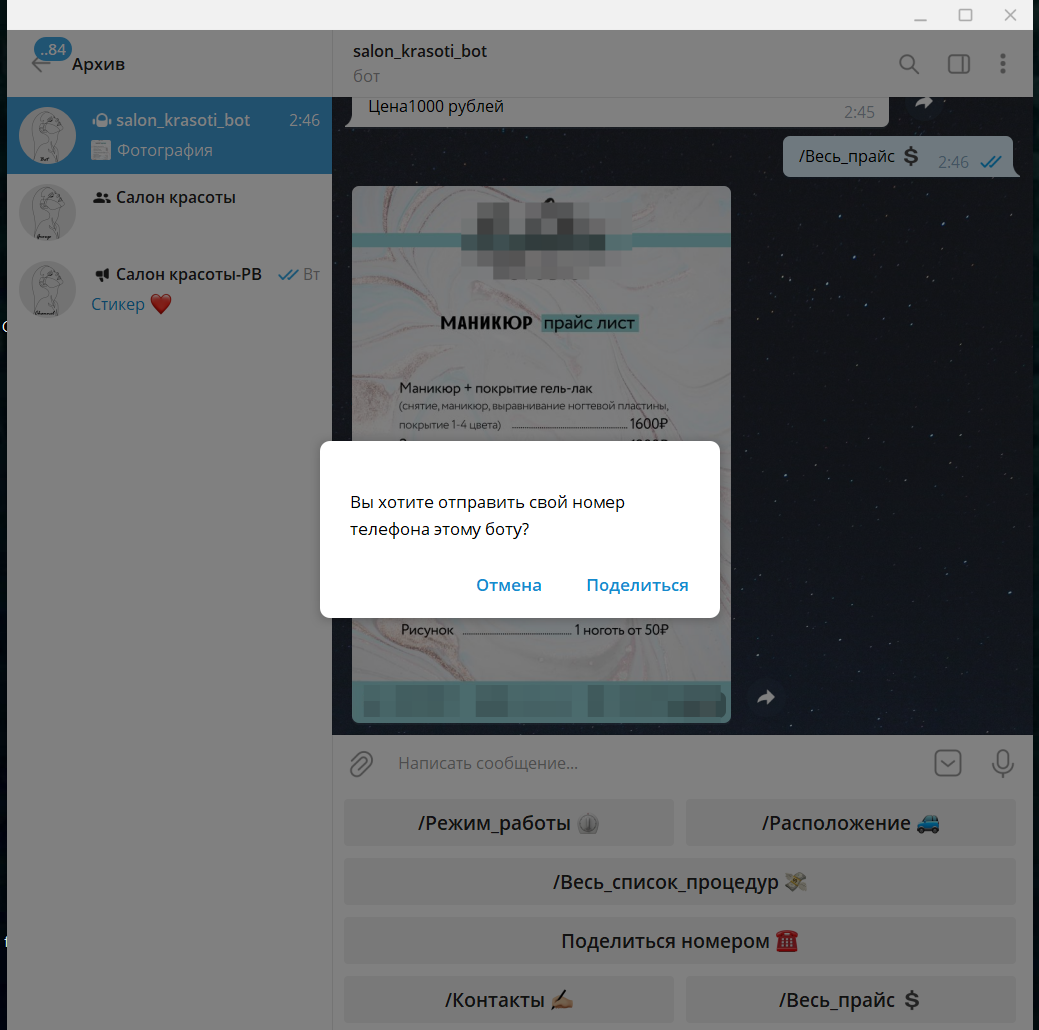 ..84
Архив
salon_krasoti_bot
бот
salon_krasoti_bot 2:46
Фотография
Салон красоты
Салон красоты-РВ Вт
Стикер ❤️
Цена1000 рублей
2:45
/Весь_прайс 💲 2:46
МАНИКЮР прайс лист
Маникюр + покрытие гель-лак
(снятие, маникюр, выравнивание ногтевой пластины,
покрытие 1-4 цвета) 1600₽
Вы хотите отправить свой номер
телефона этому боту?
Отмена Поделиться
Рисунок 1 ноготь от 50₽
Написать сообщение...
/Режим_работы ⏲ /Расположение 🚙
/Весь_список_процедур 💸
Поделиться номером ☎️
/Контакты ✍🏼 /Весь_прайс 💲